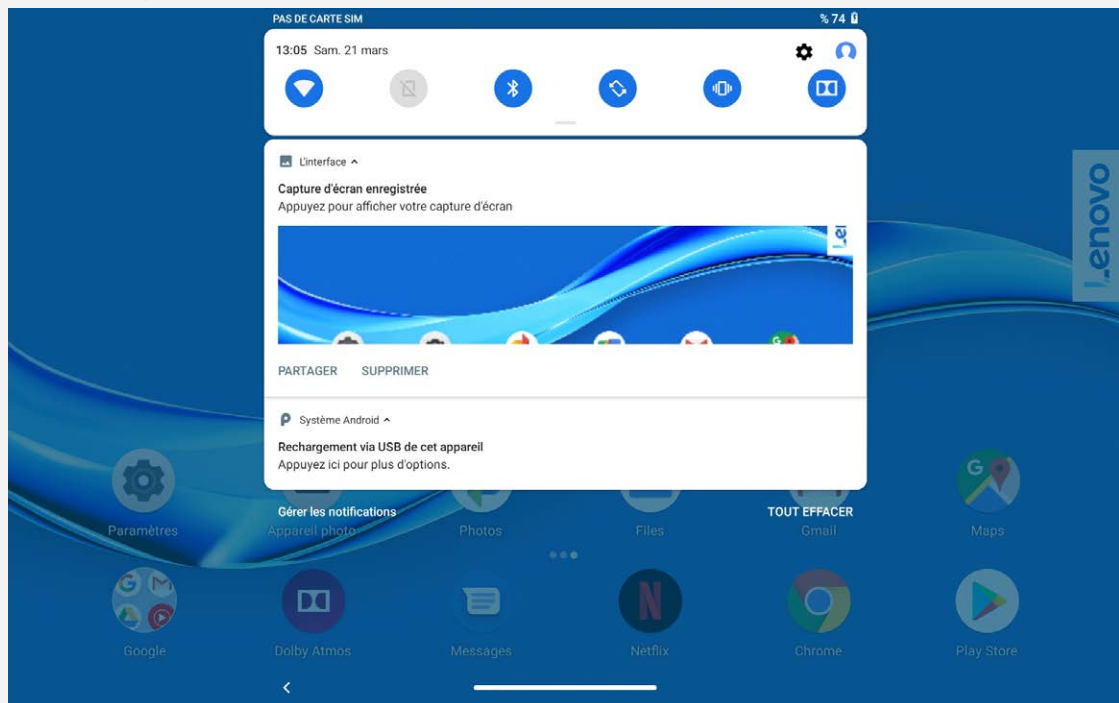 PAS DE CARTE SIM
% 74
13:05 Sam. 21 mars
L'interface
Capture d'écran enregistrée
Appuyez pour afficher votre capture d'écran
Lenovo
Le
PARTAGER SUPPRIMER
Système Android
Rechargement via USB de cet appareil
Appuyez ici pour plus d'options.
Gérer les notifications TOUT EFFACER
Paramètres Appareil photo Photos Files Gmail Maps
Google Dolby Atmos Messages Netflix Chrome Play Store